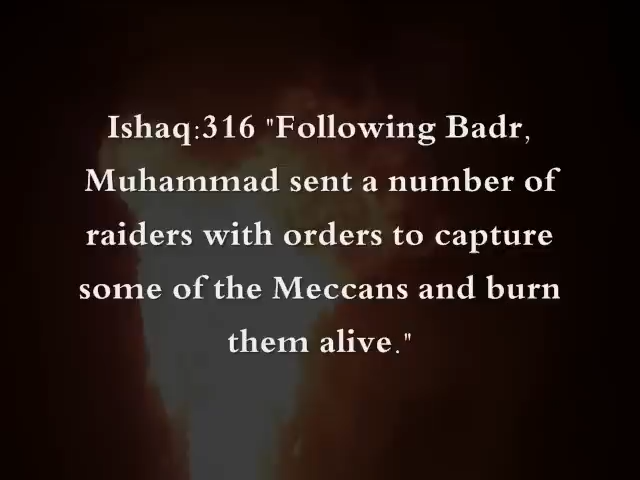 Ishaq:316 "Following Badr,
Muhammad sent a number of
raiders with orders to capture
some of the Meccans and burn
them alive."